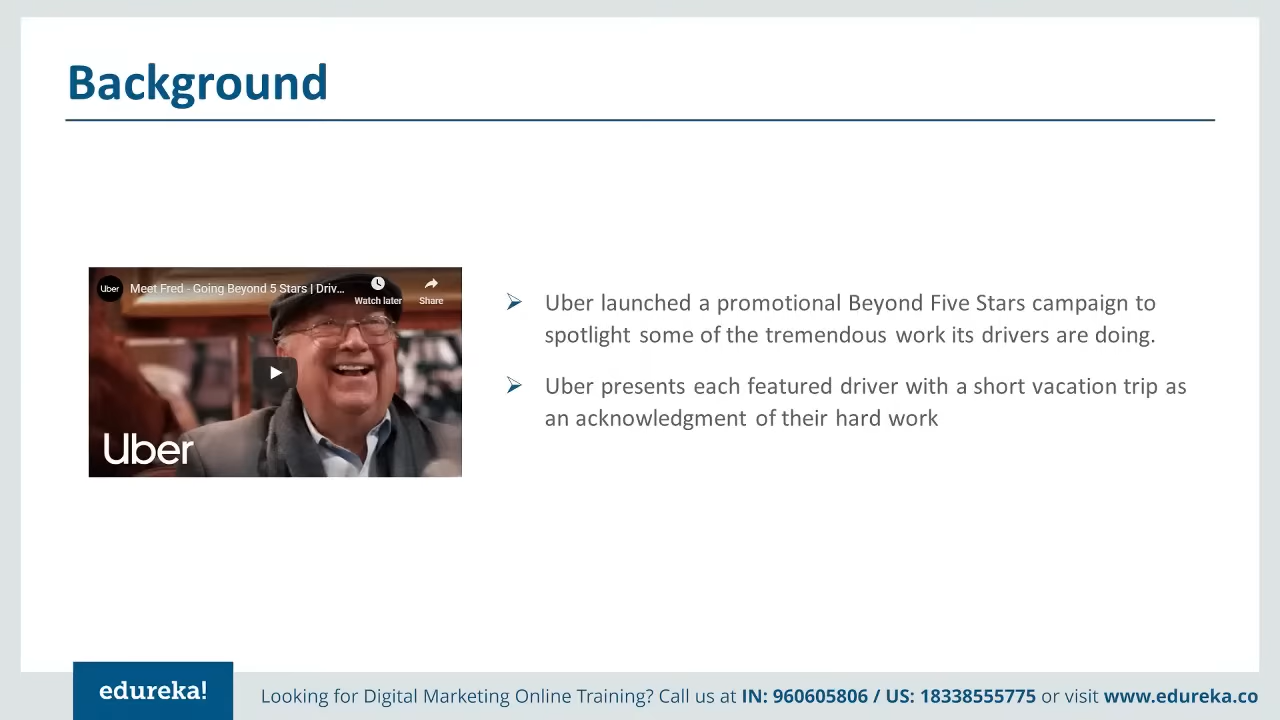 Background
Uber
Meet Fred - Going Beyond 5 Stars | Driv...
Watch later
Share
Uber
➢ Uber launched a promotional Beyond Five Stars campaign to
spotlight some of the tremendous work its drivers are doing.
➢ Uber presents each featured driver with a short vacation trip as
an acknowledgment of their hard work
edureka!
Looking for Digital Marketing Online Training? Call us at IN: 960605806 / US: 18338555775 or visit www.edureka.co